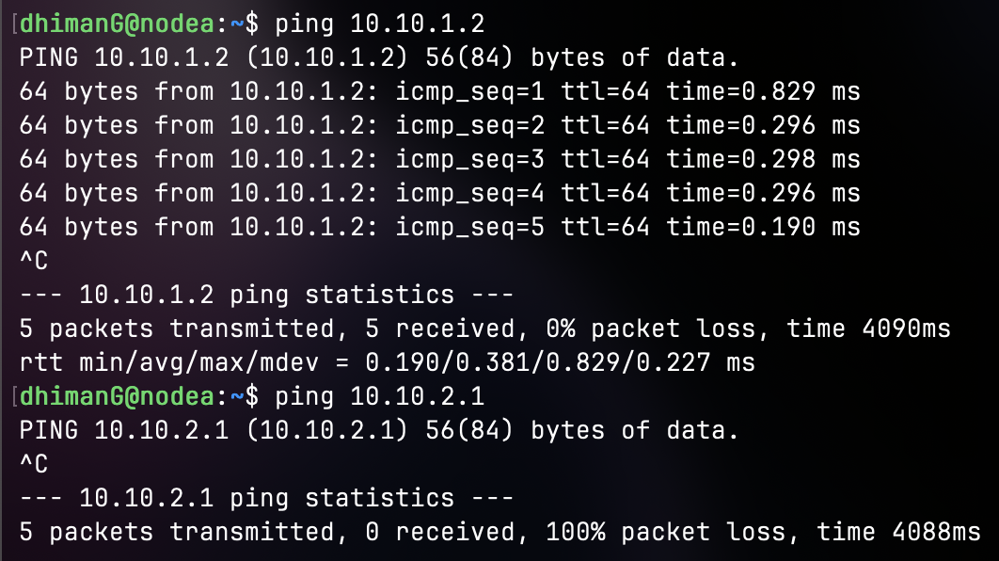 [dhimanG@nodea:~$ ping 10.10.1.2
PING 10.10.1.2 (10.10.1.2) 56(84) bytes of data.
64 bytes from 10.10.1.2: icmp_seq=1 ttl=64 time=0.829 ms
64 bytes from 10.10.1.2: icmp_seq=2 ttl=64 time=0.296 ms
64 bytes from 10.10.1.2: icmp_seq=3 ttl=64 time=0.298 ms
64 bytes from 10.10.1.2: icmp_seq=4 ttl=64 time=0.296 ms
64 bytes from 10.10.1.2: icmp_seq=5 ttl=64 time=0.190 ms
^C
--- 10.10.1.2 ping statistics ---
5 packets transmitted, 5 received, 0% packet loss, time 4090ms
rtt min/avg/max/mdev = 0.190/0.381/0.829/0.227 ms
[dhimanG@nodea:~$ ping 10.10.2.1
PING 10.10.2.1 (10.10.2.1) 56(84) bytes of data.
^C
--- 10.10.2.1 ping statistics ---
5 packets transmitted, 0 received, 100% packet loss, time 4088ms